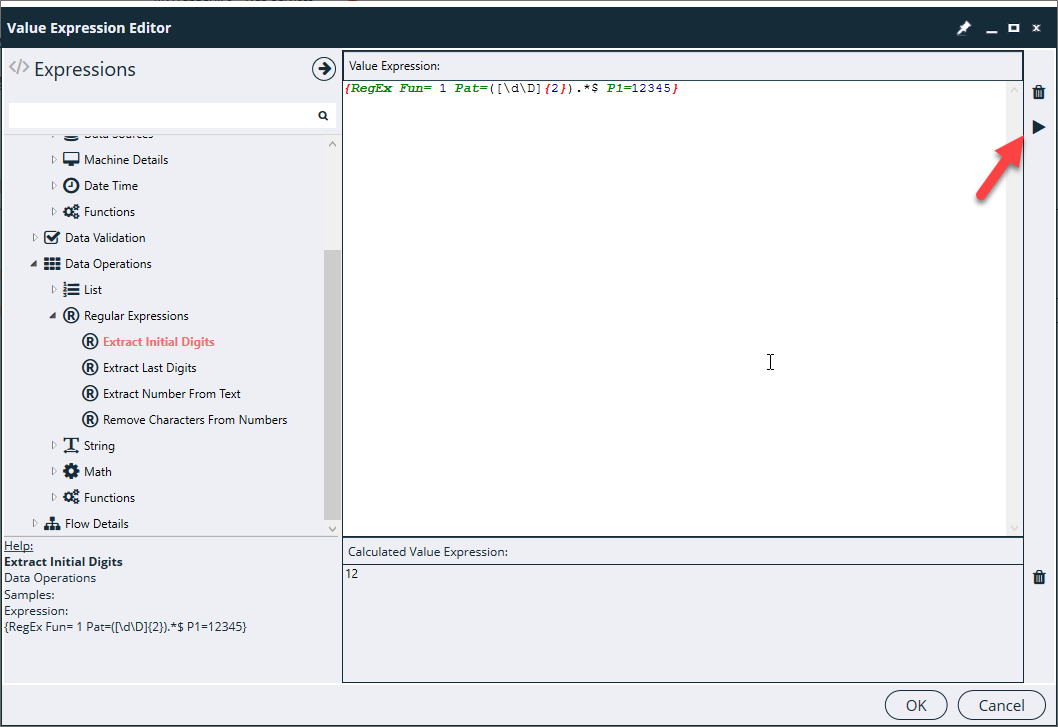 Value Expression Editor
</> Expressions
Value Expression:
{RegEx Fun= 1 Pat=([\d\D]{2}).*$ P1=12345}
Data Sources
Machine Details
Date Time
Functions
Data Validation
Data Operations
List
Regular Expressions
Extract Initial Digits
Extract Last Digits
Extract Number From Text
Remove Characters From Numbers
String
Math
Functions
Flow Details
Help:
Extract Initial Digits
Data Operations
Samples:
Expression:
{RegEx Fun= 1 Pat=([\d\D]{2}).*$ P1=12345}
Calculated Value Expression:
12
OK
Cancel